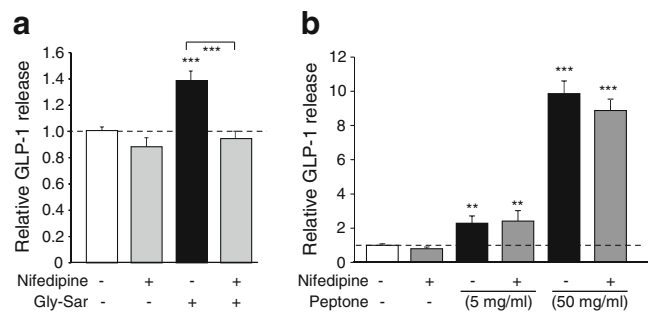 a
b
Relative GLP-1 release
1.6
1.4
1.2
1.0
0.8
0.6
0.4
0.2
0
***
***
Nifedipine - + - +
Gly-Sar - - + +
Relative GLP-1 release
12
10
8
6
4
2
0
**
**
***
***
Nifedipine - + - + - +
Peptone - - (5 mg/ml) (50 mg/ml)